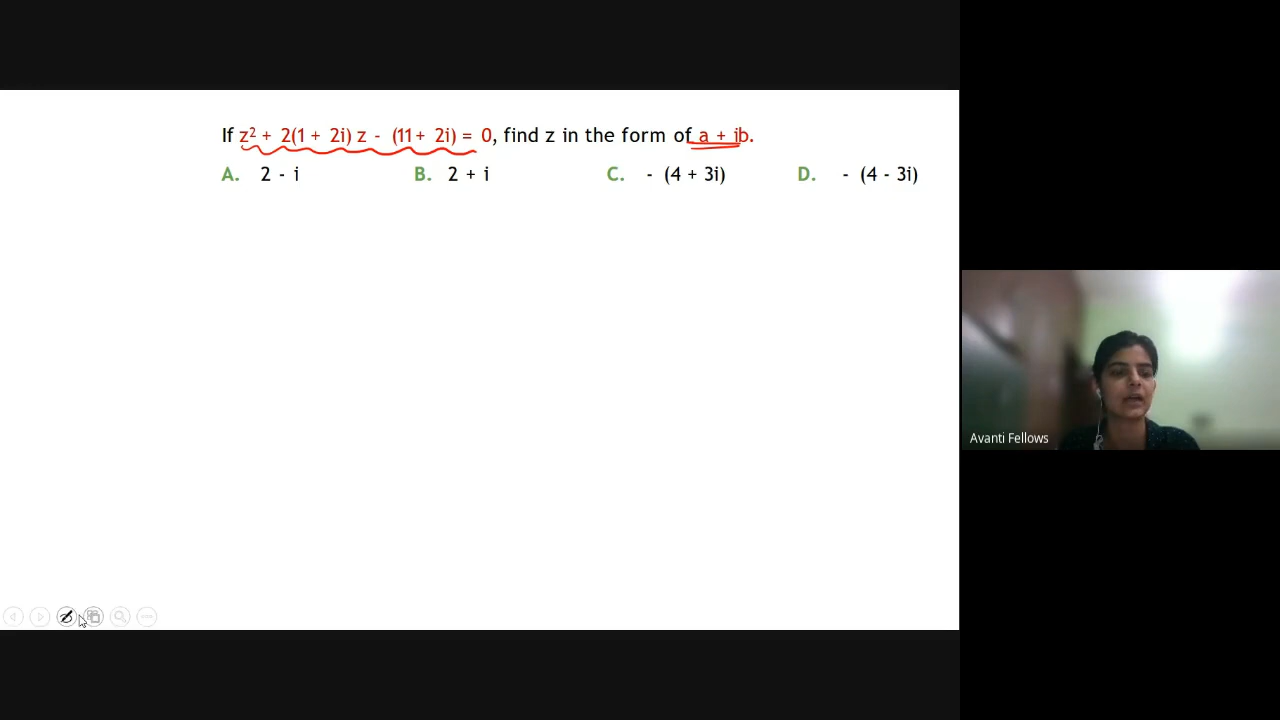 If z² + 2(1 + 2i) z - (11+ 2i) = 0, find z in the form of a + ib.
A. 2 - i B. 2 + i C. - (4 + 3i) D. - (4 - 3i)
Avanti Fellows